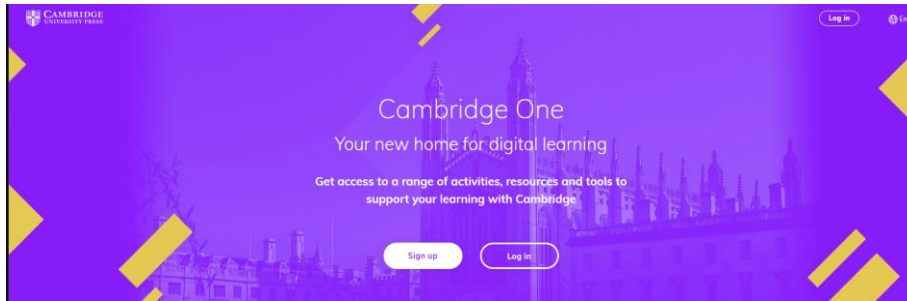 CAMBRIDGE
UNIVERSITY PRESS
Log in
Cambridge One
Your new home for digital learning
Get access to a range of activities, resources and tools to
support your learning with Cambridge
Sign up
Log in